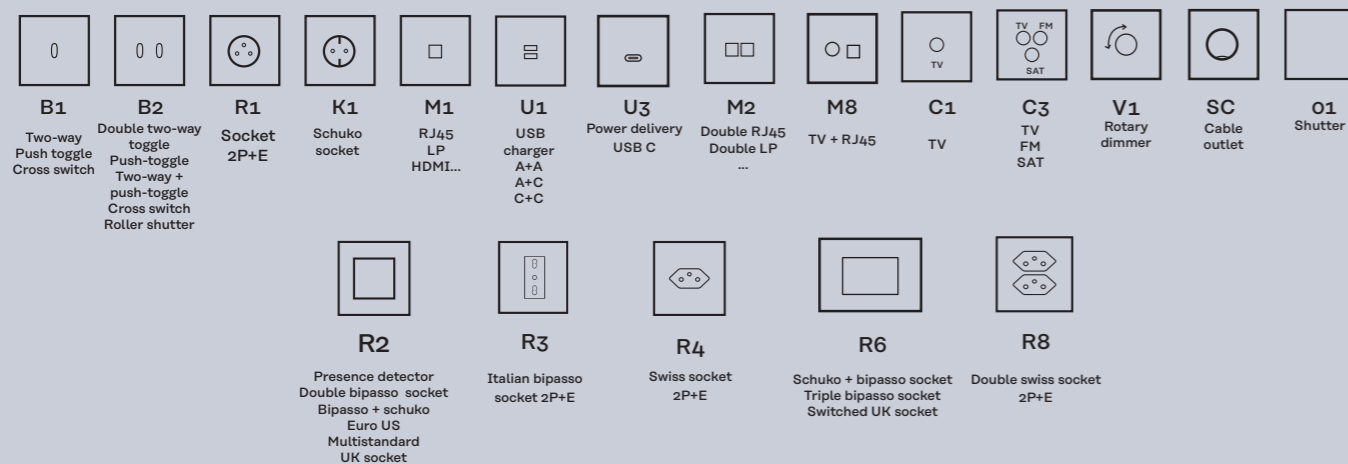 TV
TV FM
SAT
B1
Two-way
Push toggle
Cross switch
B2
Double two-way
toggle
Push-toggle
Two-way +
push-toggle
Cross switch
Roller shutter
R1
Socket
2P+E
K1
Schuko
socket
M1
RJ45
LP
HDMI...
U1
USB
charger
A+A
A+C
C+C
U3
Power delivery
USB C
M2
Double RJ45
Double LP
...
M8
TV + RJ45
C1
TV
C3
TV
FM
SAT
V1
Rotary
dimmer
SC
Cable
outlet
01
Shutter
R2
Presence detector
Double bipasso socket
Bipasso + schuko
Euro US
Multistandard
UK socket
R3
Italian bipasso
socket 2P+E
R4
Swiss socket
2P+E
R6
Schuko + bipasso socket
Triple bipasso socket
Switched UK socket
R8
Double swiss socket
2P+E